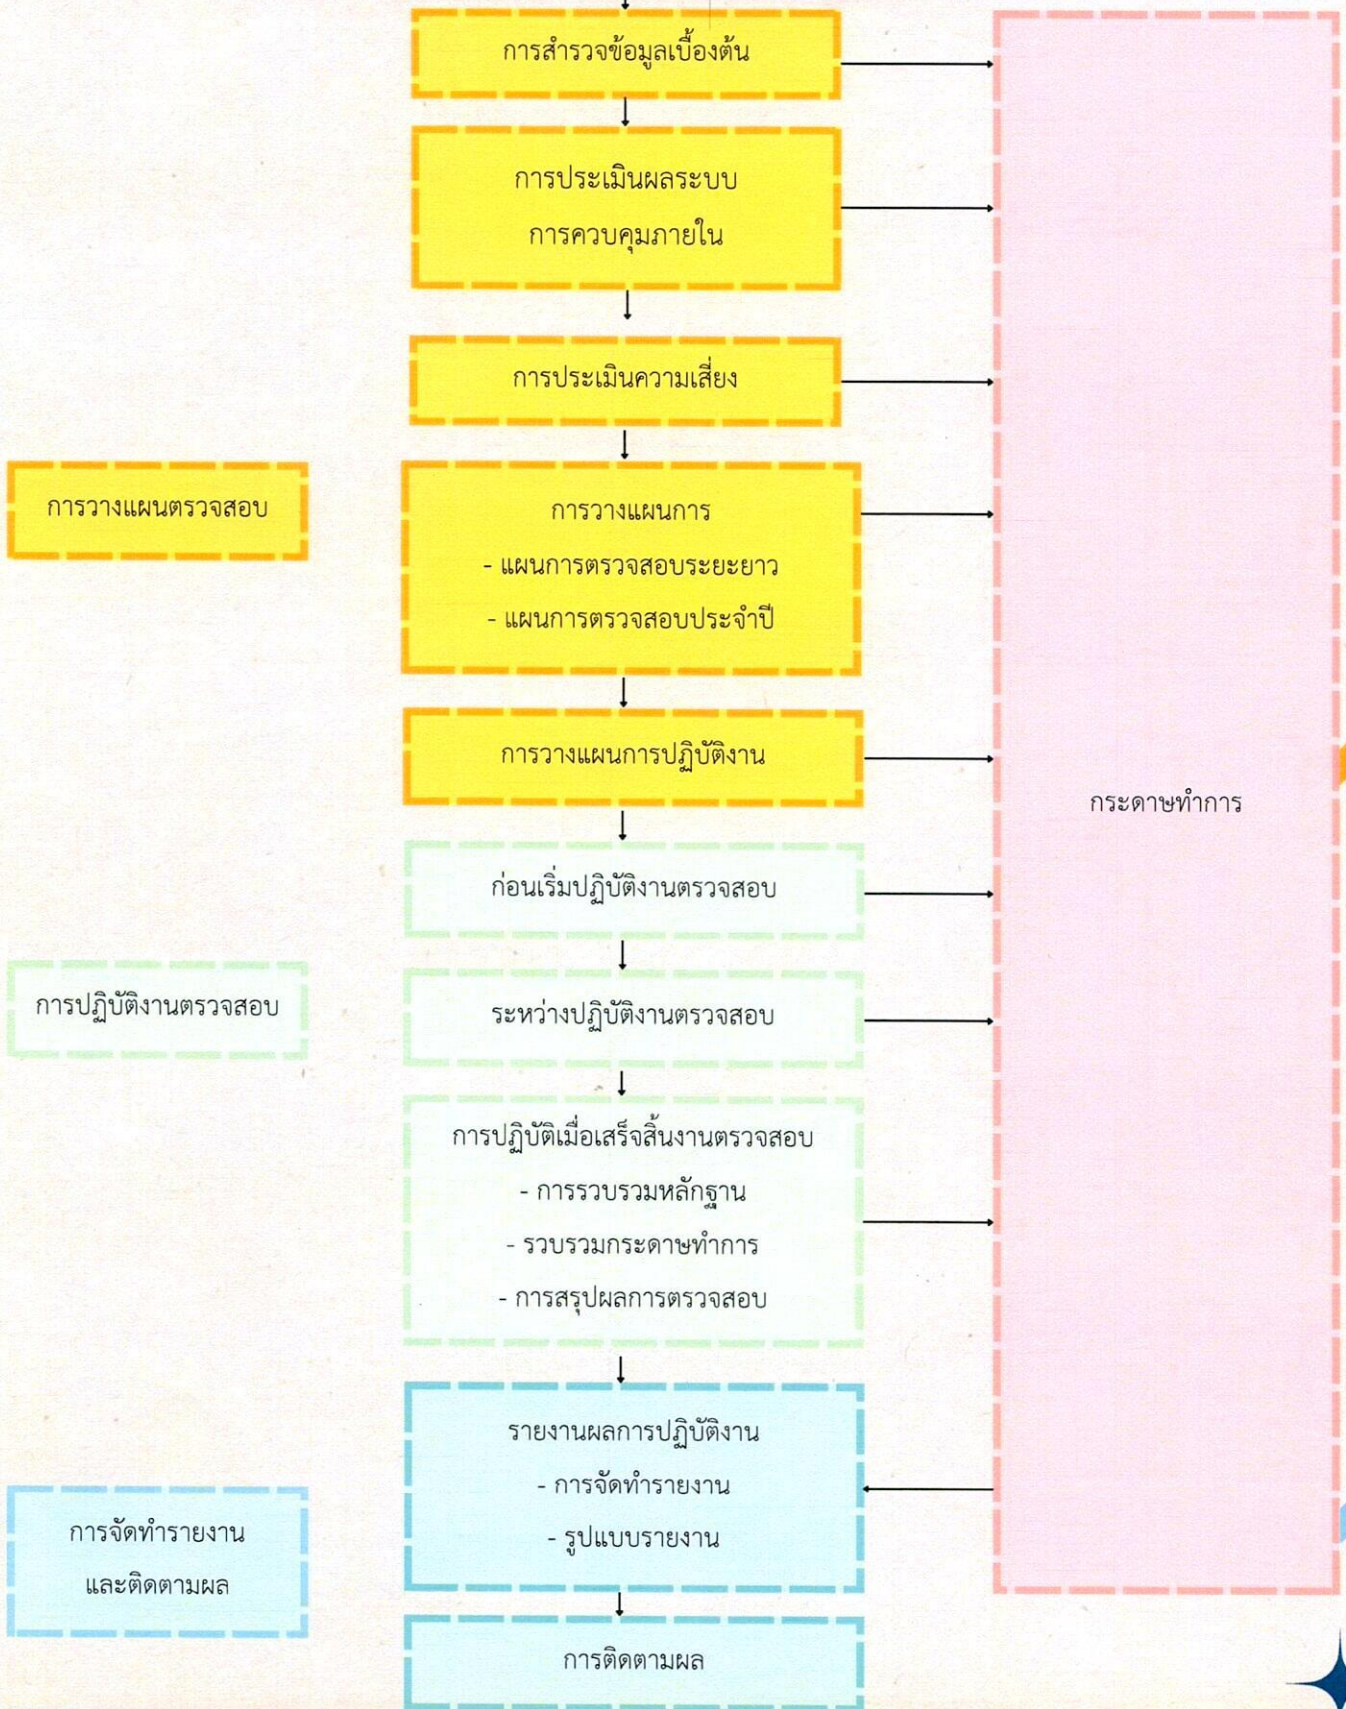 การสำรวจข้อมูลเบื้องต้น
การประเมินผลระบบ
การควบคุมภายใน
การประเมินความเสี่ยง
การวางแผนตรวจสอบ
การวางแผนการ
- แผนการตรวจสอบระยะยาว
- แผนการตรวจสอบประจำปี
การวางแผนการปฏิบัติงาน
กระดาษทำการ
ก่อนเริ่มปฏิบัติงานตรวจสอบ
การปฏิบัติงานตรวจสอบ
ระหว่างปฏิบัติงานตรวจสอบ
การปฏิบัติเมื่อเสร็จสิ้นงานตรวจสอบ
- การรวบรวมหลักฐาน
- รวบรวมกระดาษทำการ
- การสรุปผลการตรวจสอบ
รายงานผลการปฏิบัติงาน
- การจัดทำรายงาน
- รูปแบบรายงาน
การจัดทำรายงาน
และติดตามผล
การติดตามผล